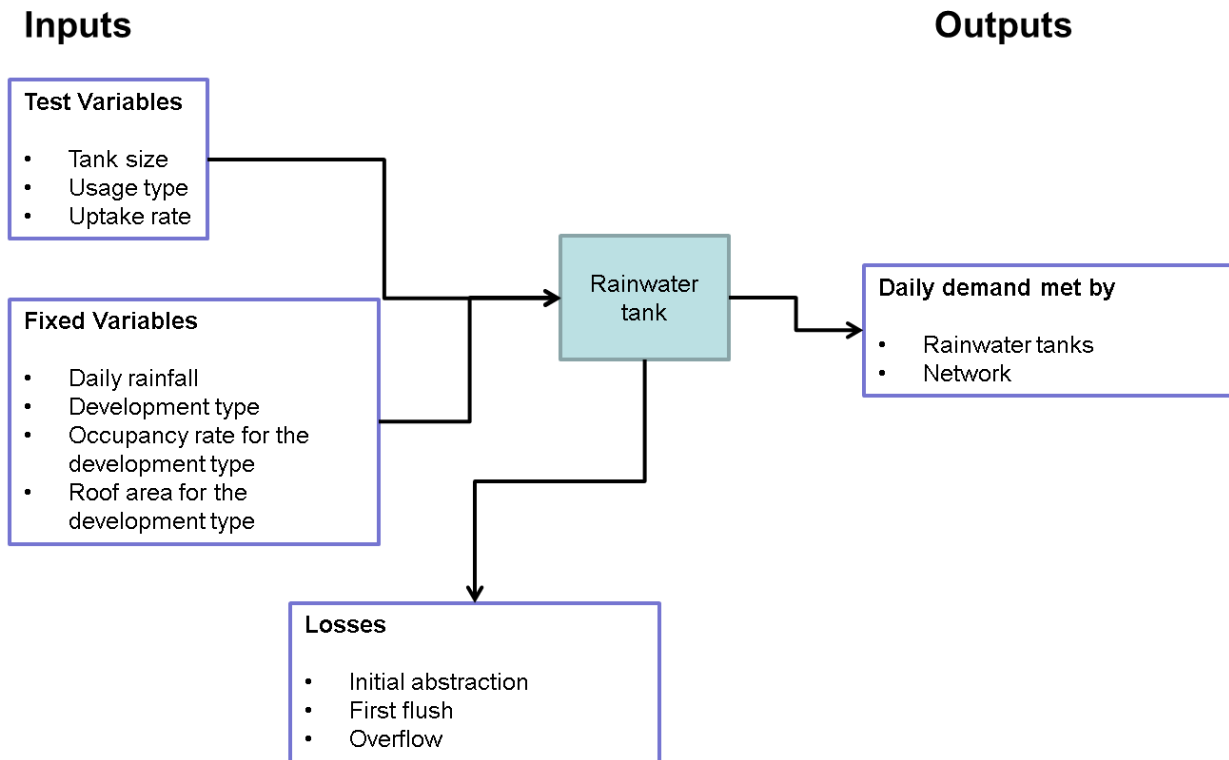 Inputs
Outputs
Test Variables
• Tank size
• Usage type
• Uptake rate
Fixed Variables
• Daily rainfall
• Development type
• Occupancy rate for the
development type
• Roof area for the
development type
Rainwater
tank
Daily demand met by
• Rainwater tanks
• Network
Losses
• Initial abstraction
• First flush
• Overflow